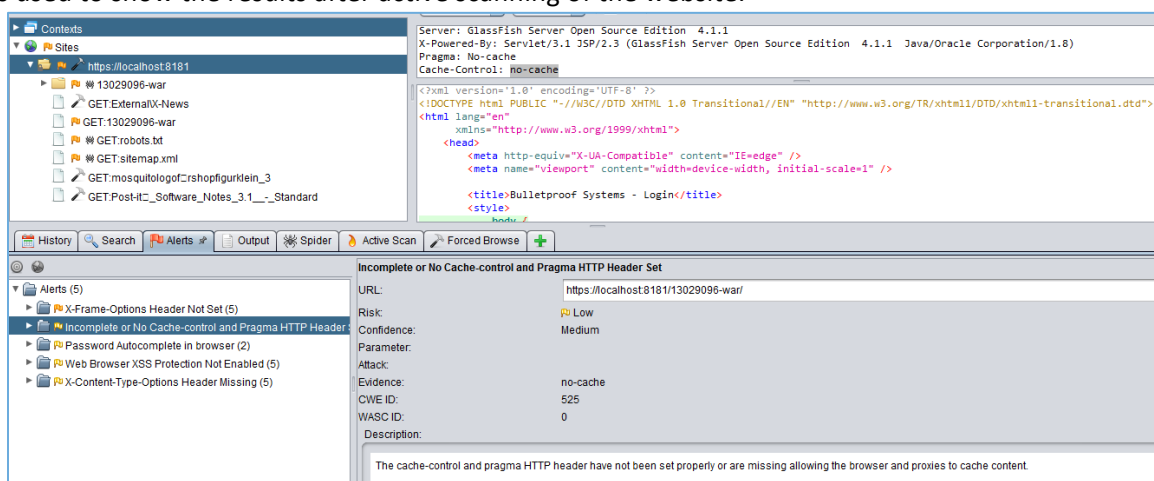 used to show the results after active scanning of the website.
Contexts
Sites
https://localhost:8181
13029096-war
GET:External\X-News
GET:13029096-war
GET:robots.txt
GET:sitemap.xml
GET:Post-it
_Software_Notes_3.1__-_Standard
Server: GlassFish Server Open Source Edition  4.1.1
X-Powered-By: Servlet/3.1 JSP/2.3 (GlassFish Server Open Source Edition  4.1.1  Java/Oracle Corporation/1.8)
Pragma: No-cache
Cache-Control: no-cache
<?xml version='1.0' encoding='UTF-8' ?>
<!DOCTYPE html PUBLIC "-//W3C//DTD XHTML 1.0 Transitional//EN" "http://www.w3.org/TR/xhtml1/DTD/xhtml1-transitional.dtd">
<html lang="en"
xmlns="http://www.w3.org/1999/xhtml">
<head>
<meta http-equiv="X-UA-Compatible" content="IE=edge" />
<meta name="viewport" content="width=device-width, initial-scale=1" />
<title>Bulletproof Systems - Login</title>
<style>
body {
History Search Alerts Output Spider Active Scan Forced Browse
Alerts (5)
X-Frame-Options Header Not Set (5)
Incomplete or No Cache-control and Pragma HTTP Header
Password Autocomplete in browser (2)
Web Browser XSS Protection Not Enabled (5)
X-Content-Type-Options Header Missing (5)
Incomplete or No Cache-control and Pragma HTTP Header Set
URL: https://localhost:8181/13029096-war/
Risk: Low
Confidence: Medium
Parameter:
Attack:
Evidence: no-cache
CWE ID: 525
WASC ID: 0
Description:
The cache-control and pragma HTTP header have not been set properly or are missing allowing the browser and proxies to cache content.